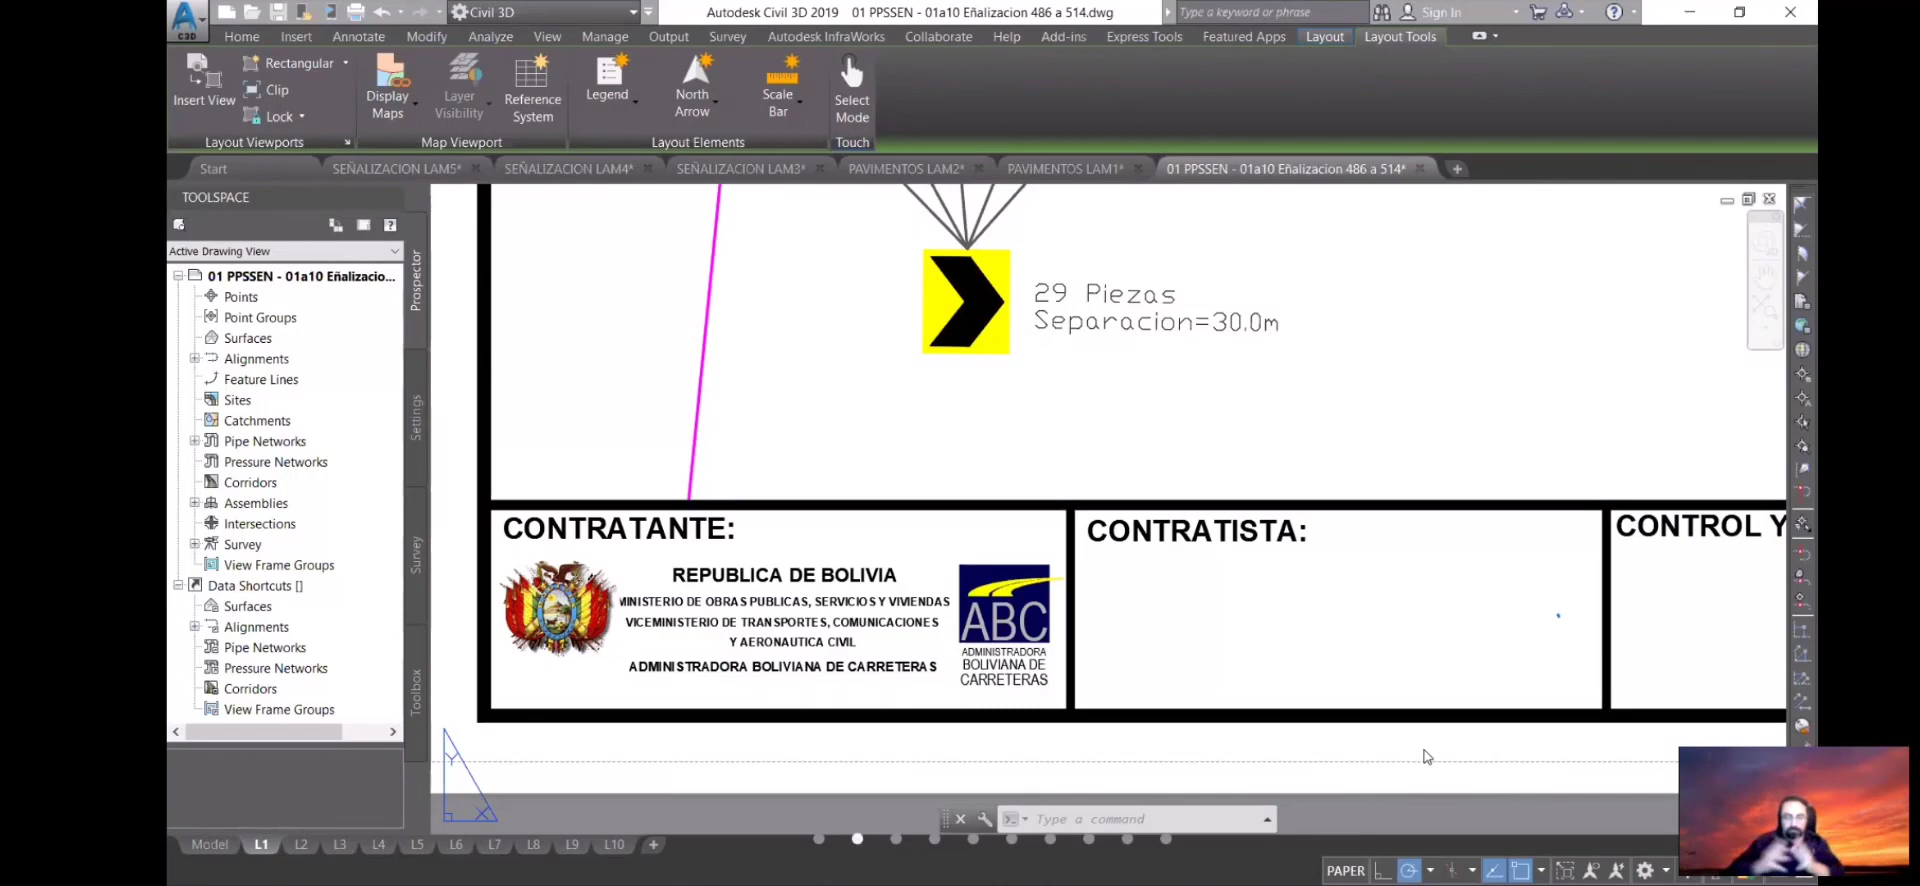 Civil 3D
Autodesk Civil 3D 2019 01 PPSSEN - 01a10 Eñalizacion 486 a 514.dwg
Type a keyword or phrase
Sign In
C3D
Home Insert Annotate Modify Analyze View Manage Output Survey Autodesk InfraWorks Collaborate Help Add-ins Express Tools Featured Apps Layout Layout Tools
Insert View
Rectangular
Clip
Lock
Display
Maps
Layer
Visibility
Reference
System
Legend
North
Arrow
Scale
Bar
Select
Mode
Layout Viewports
Map Viewport
Layout Elements
Touch
Start SEÑALIZACION LAM5* SEÑALIZACION LAM4* SEÑALIZACION LAM3* PAVIMENTOS LAM2* PAVIMENTOS LAM1* 01 PPSSEN - 01a10 Eñalizacion 486 a 514*
TOOLSPACE
Active Drawing View
01 PPSSEN - 01a10 Eñalizacio...
Points
Point Groups
Surfaces
Alignments
Feature Lines
Sites
Catchments
Pipe Networks
Pressure Networks
Corridors
Assemblies
Intersections
Survey
View Frame Groups
Data Shortcuts []
Surfaces
Alignments
Pipe Networks
Pressure Networks
Corridors
View Frame Groups
Prospector
Settings
Survey
Toolbox
29 Piezas
Separacion=30.0m
CONTRATANTE:
REPUBLICA DE BOLIVIA
MINISTERIO DE OBRAS PUBLICAS, SERVICIOS Y VIVIENDAS
VICEMINISTERIO DE TRANSPORTES, COMUNICACIONES
Y AERONAUTICA CIVIL
ADMINISTRADORA BOLIVIANA DE CARRETERAS
ABC
ADMINISTRADORA
BOLIVIANA DE
CARRETERAS
CONTRATISTA:
CONTROL Y
Y
X
Type a command
Model L1 L2 L3 L4 L5 L6 L7 L8 L9 L10
PAPER